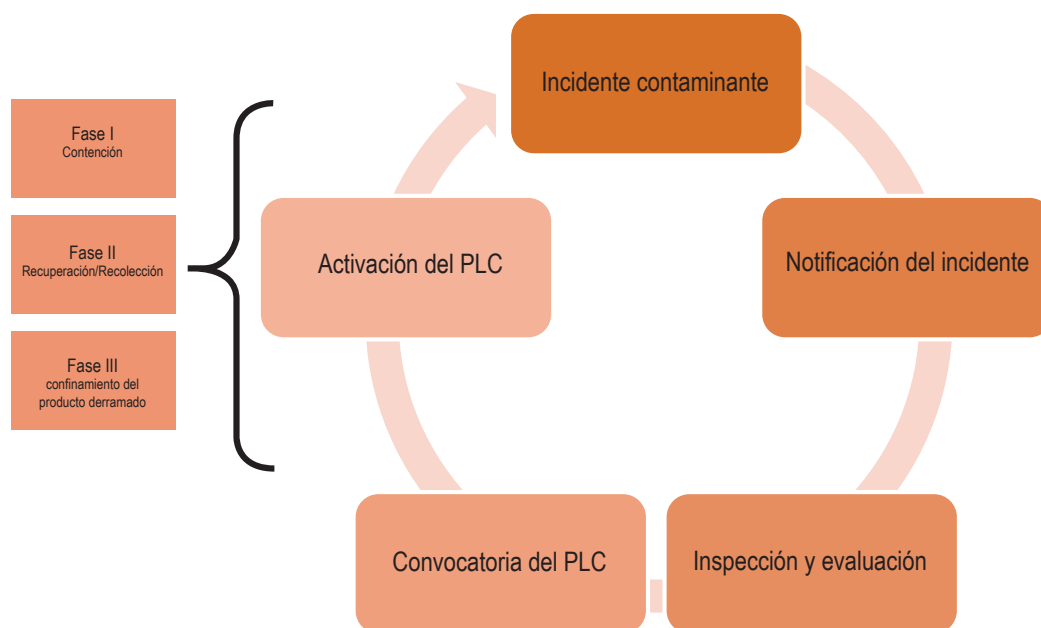 Incidente contaminante
Notificación del incidente
Inspección y evaluación
Convocatoria del PLC
Activación del PLC
Fase I
Contención
Fase II
Recuperación/Recolección
Fase III
confinamiento del
producto derramado